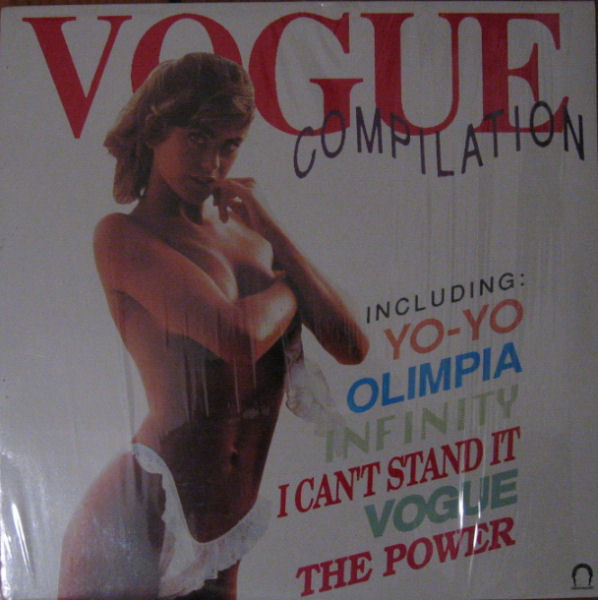 VOGUE
COMPILATION
INCLUDING:
YO-YO
OLIMPIA
INFINITY
I CAN'T STAND IT
VOGUE
THE POWER